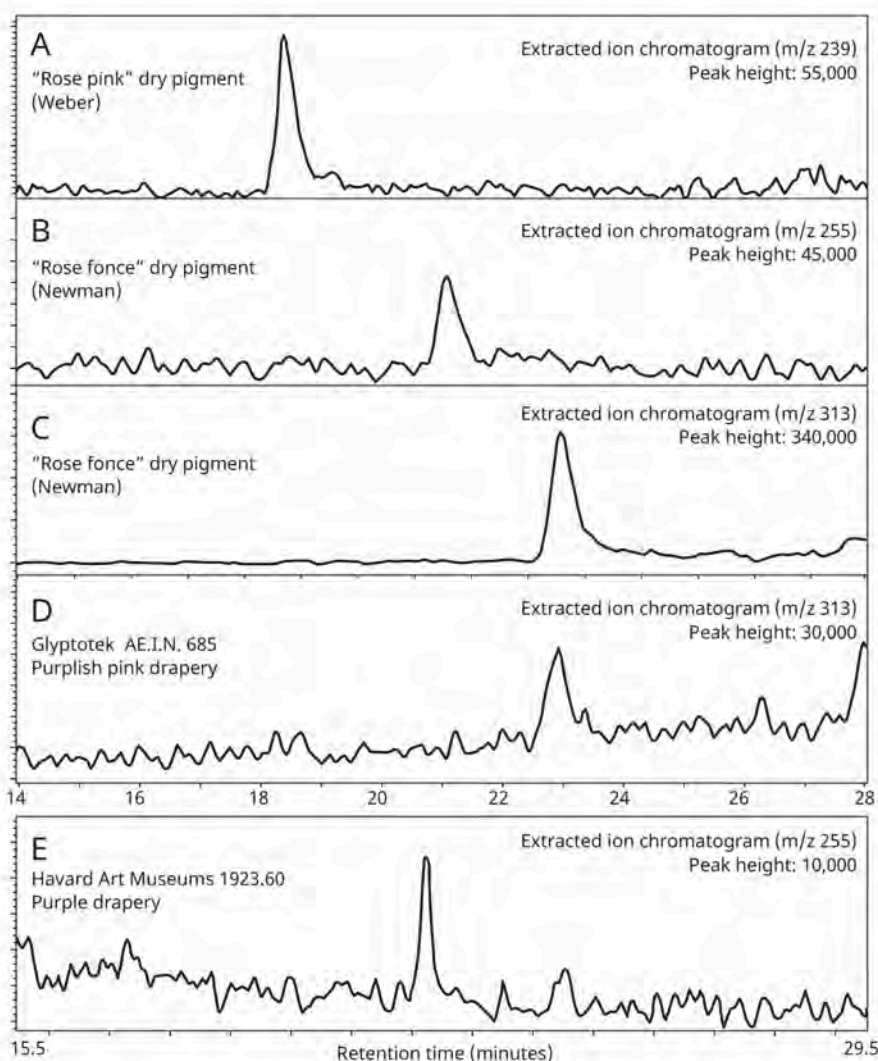 A
"Rose pink" dry pigment
(Weber)
Extracted ion chromatogram (m/z 239)
Peak height: 55,000
B
"Rose fonce" dry pigment
(Newman)
Extracted ion chromatogram (m/z 255)
Peak height: 45,000
C
"Rose fonce" dry pigment
(Newman)
Extracted ion chromatogram (m/z 313)
Peak height: 340,000
D
Glyptotek AE.I.N. 685
Purplish pink drapery
Extracted ion chromatogram (m/z 313)
Peak height: 30,000
14 16 18 20 22 23 24 26 28
E
Havard Art Museums 1923.60
Purple drapery
Extracted ion chromatogram (m/z 255)
Peak height: 10,000
15.5 Retention time (minutes) 29.5